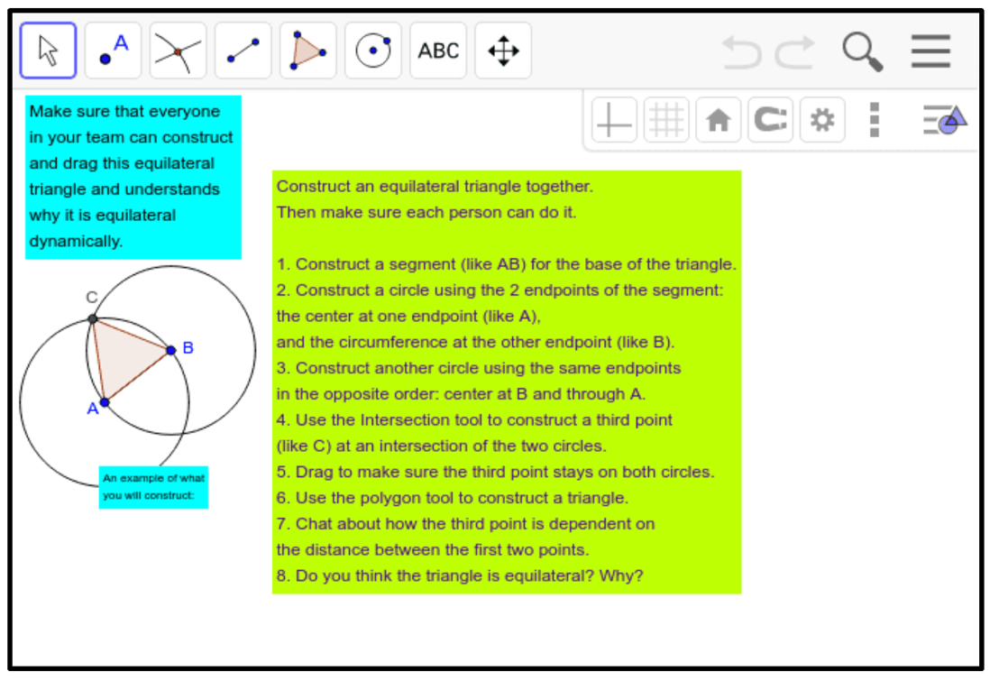 A
ABC
Make sure that everyone
in your team can construct
and drag this equilateral
triangle and understands
why it is equilateral
dynamically.
Construct an equilateral triangle together.
Then make sure each person can do it.
1. Construct a segment (like AB) for the base of the triangle.
2. Construct a circle using the 2 endpoints of the segment:
the center at one endpoint (like A),
and the circumference at the other endpoint (like B).
3. Construct another circle using the same endpoints
in the opposite order: center at B and through A.
4. Use the Intersection tool to construct a third point
(like C) at an intersection of the two circles.
5. Drag to make sure the third point stays on both circles.
6. Use the polygon tool to construct a triangle.
7. Chat about how the third point is dependent on
the distance between the first two points.
8. Do you think the triangle is equilateral? Why?
C
B
A
An example of what
you will construct: